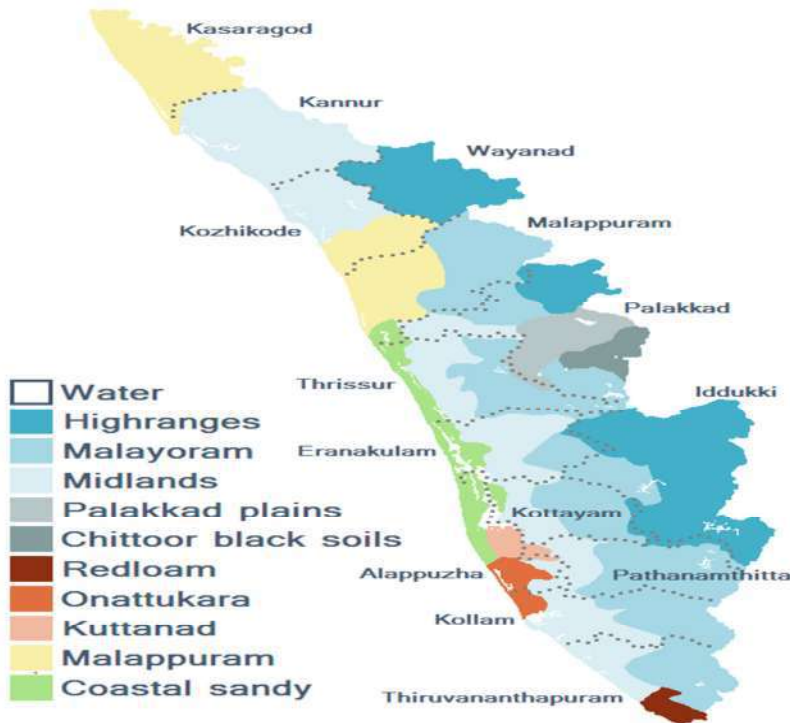 Kasaragod
Kannur
Wayanad
Malappuram
Kozhikode
Palakkad
Thrissur
Iddukki
Eranakulam
Kottayam
Alappuzha
Pathanamthitta
Kollam
Thiruvananthapuram
Water
Highranges
Malayoram
Midlands
Palakkad plains
Chittoor black soils
Redloam
Onattukara
Kuttanad
Malappuram
Coastal sandy